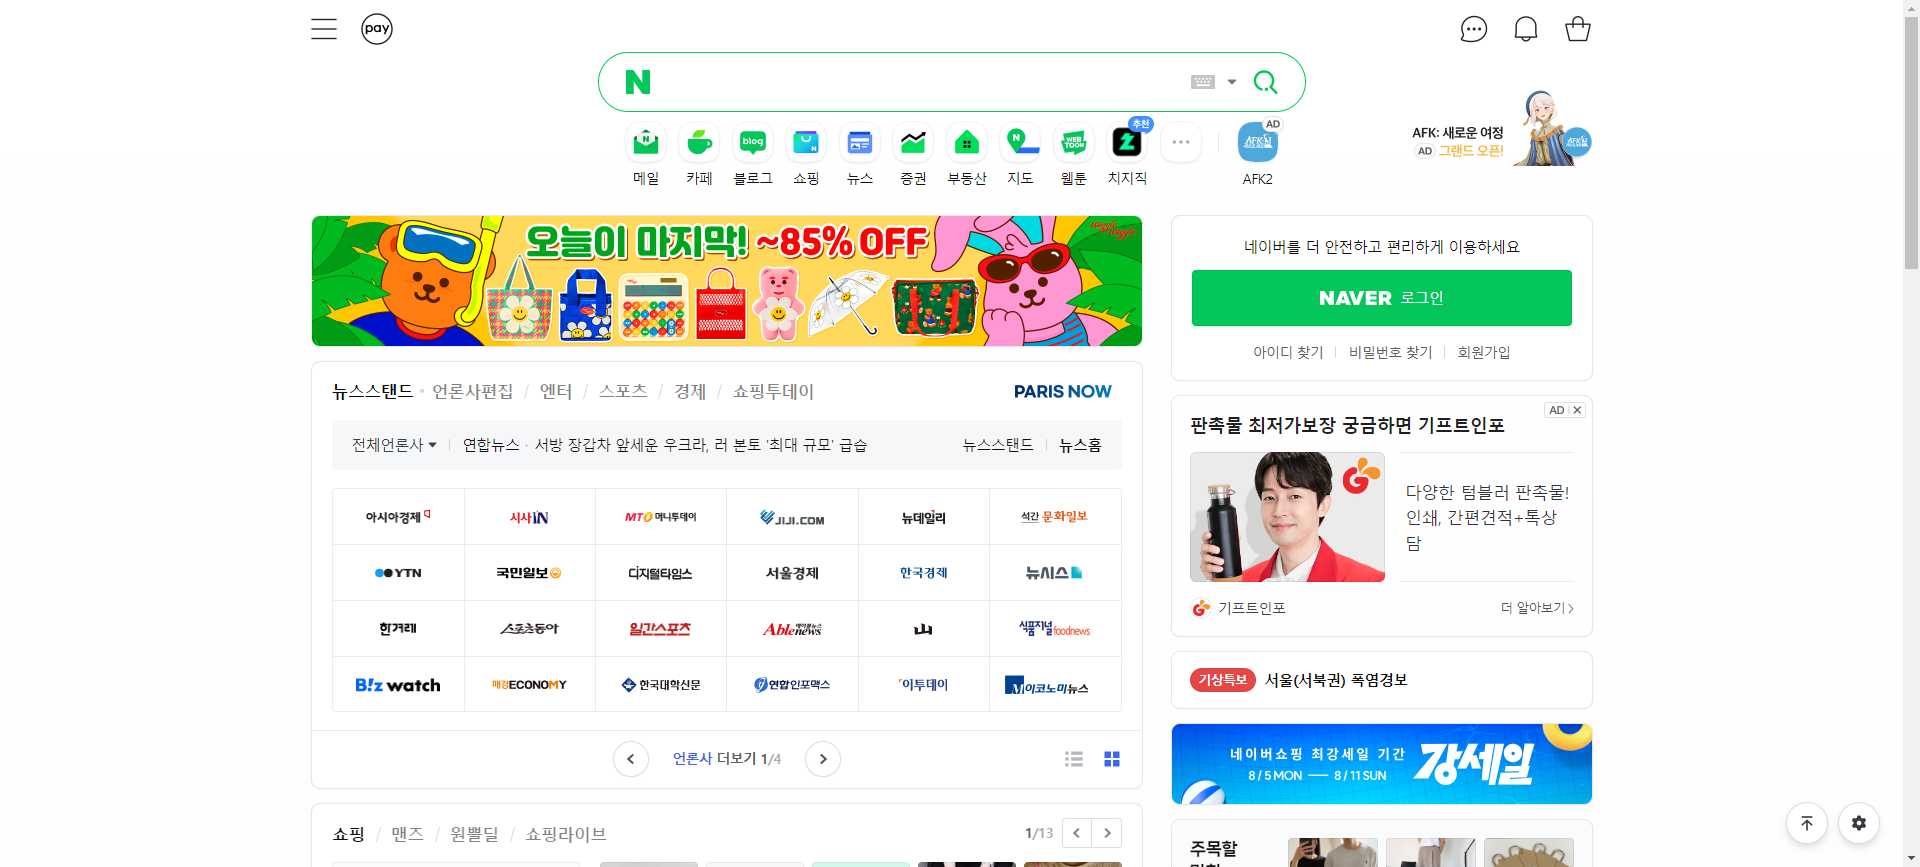 pay
N
메일
카페
blog
블로그
N
쇼핑
뉴스
증권
부동산
N
지도
WEB
TOON
웹툰
추천
치지직
AD
AFK2
AFK: 새로운 여정
AD 그랜드 오픈!
오늘이 마지막! ~85% OFF
네이버를 더 안전하고 편리하게 이용하세요
NAVER 로그인
아이디 찾기
비밀번호 찾기
회원가입
뉴스스탠드 · 언론사편집 / 엔터 / 스포츠 / 경제 / 쇼핑투데이
PARIS NOW
전체언론사
연합뉴스 · 서방 장갑차 앞세운 우크라, 러 본토 '최대 규모' 급습
뉴스스탠드
뉴스홈
아시아경제
시사IN
MTO 머니투데이
JIJI.COM
뉴데일리
석간 문화일보
YTN
국민일보
디지털타임스
서울경제
한국경제
뉴시스
한겨레
스포츠동아
일간스포츠
Ablenews 에이블뉴스
山
식품저널 foodnews
B!z watch
매경ECONOMY
한국대학신문
연합인포맥스
이투데이
M이코노미뉴스
언론사 더보기 1/4
AD
판촉물 최저가보장 궁금하면 기프트인포
다양한 텀블러 판촉물!
인쇄, 간편견적+톡상
담
기프트인포
더 알아보기
기상특보 서울(서북권) 폭염경보
네이버쇼핑 최강세일 기간
8 / 5 MON — 8 / 11 SUN
강세일
쇼핑 / 맨즈 / 원쁠딜 / 쇼핑라이브
1/13
주목할